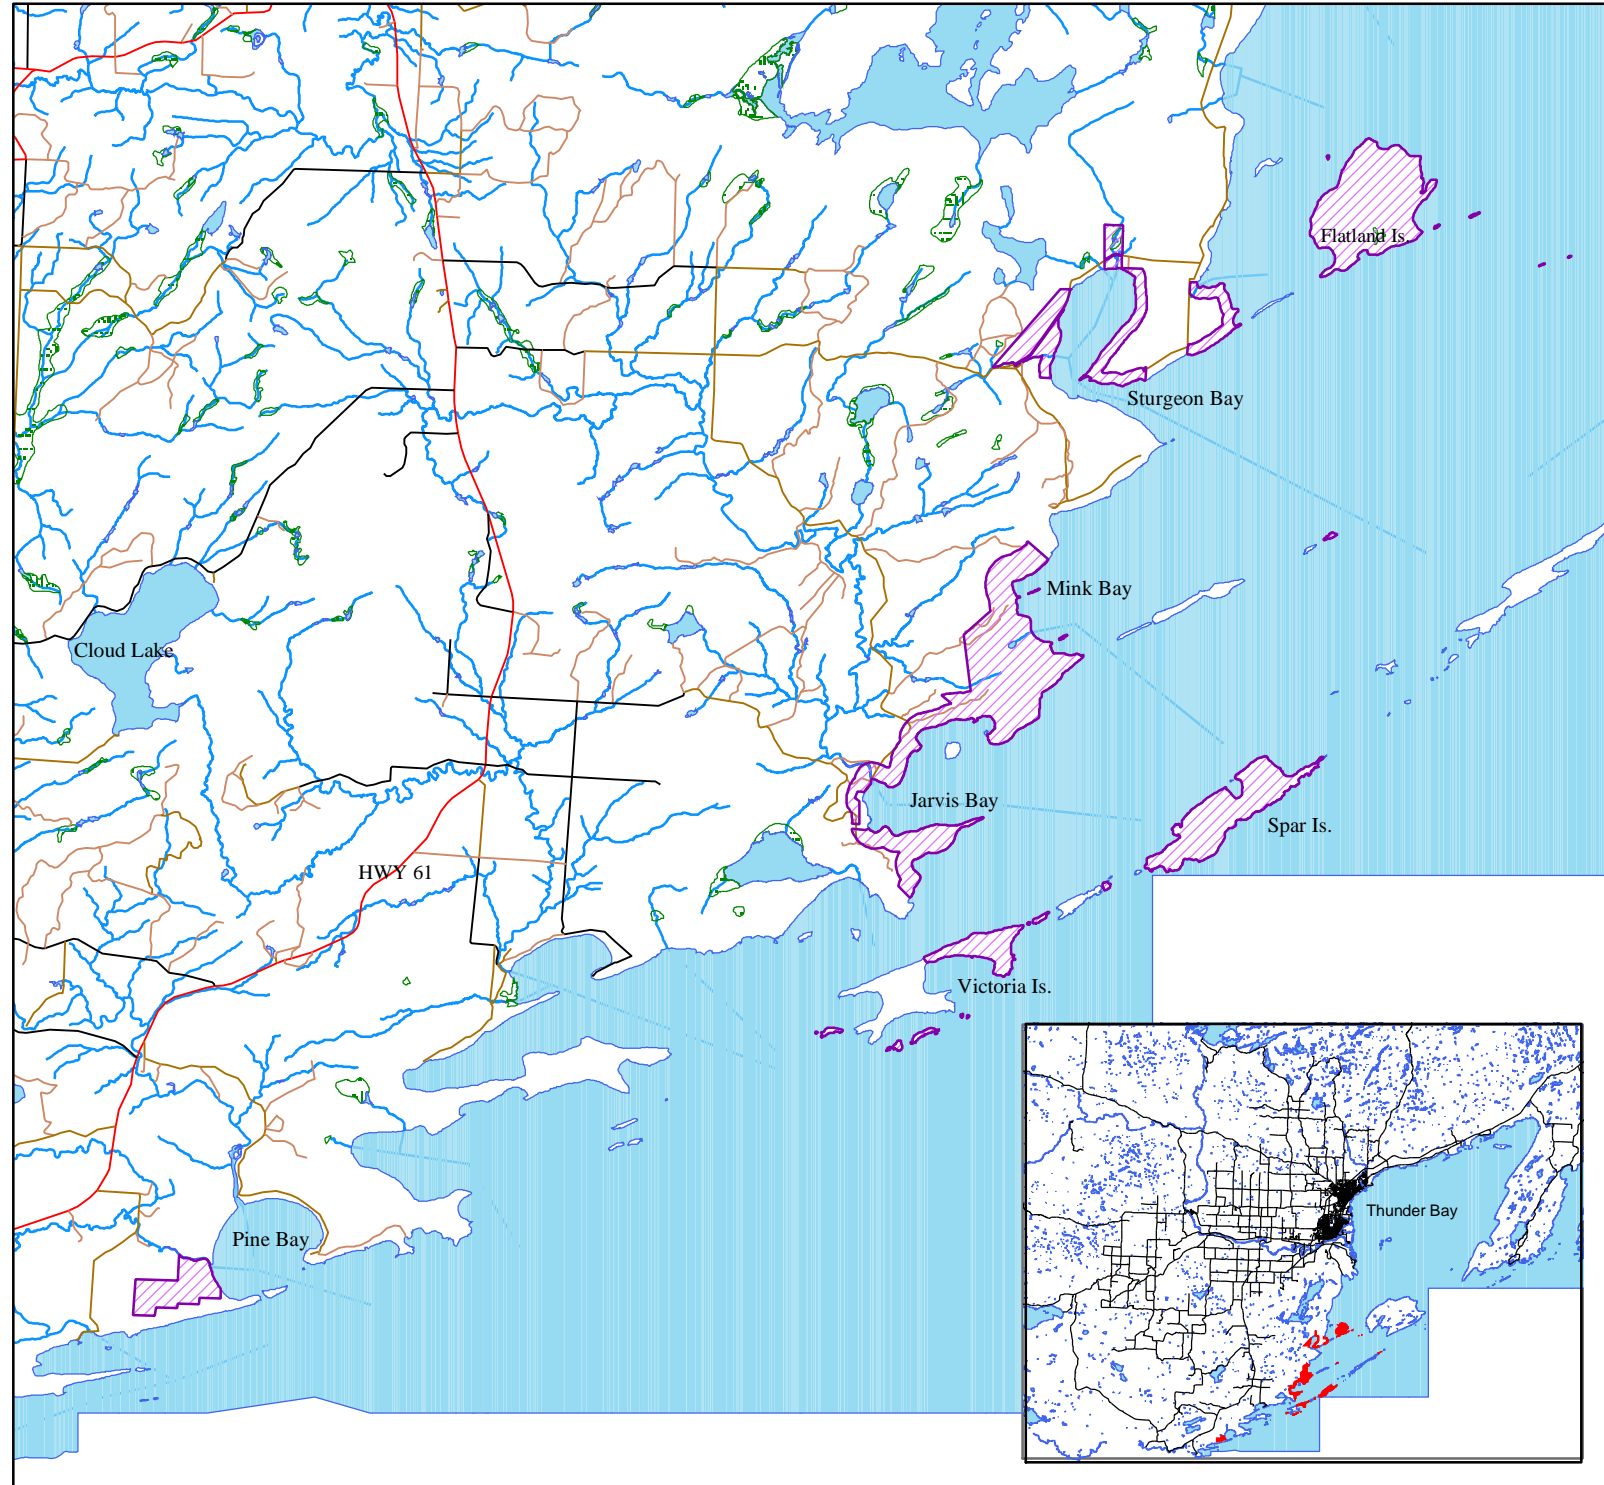 Flatland Is.
Sturgeon Bay
Mink Bay
Cloud Lake
Jarvis Bay
Spar Is.
HWY 61
Victoria Is.
Thunder Bay
Pine Bay